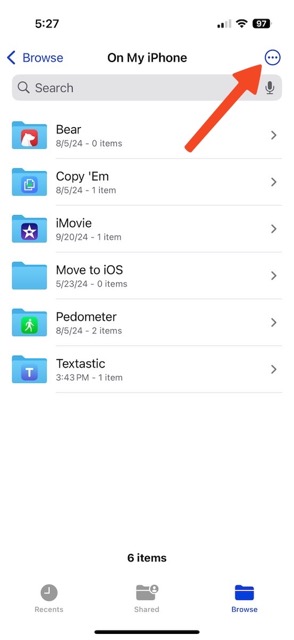 5:27
97
Browse
On My iPhone
Search
Bear
8/5/24 - 0 items
Copy 'Em
8/5/24 - 1 item
iMovie
9/20/24 - 1 item
Move to iOS
5/23/24 - 0 items
Pedometer
8/5/24 - 2 items
Textastic
3:43 PM - 1 item
T
6 items
Recents
Shared
Browse